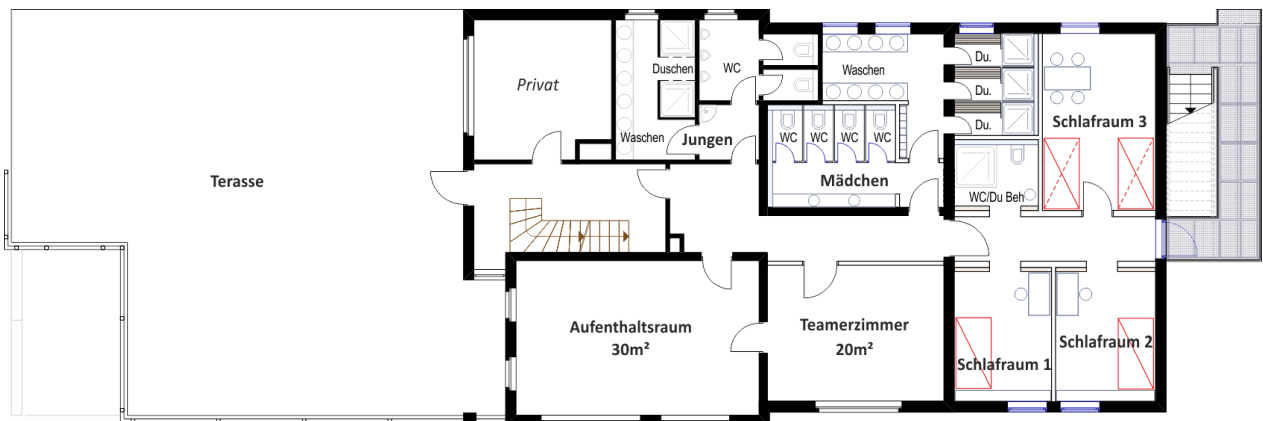 Terasse
Privat
Duschen
Waschen
WC
Jungen
Waschen
WC
WC
WC
WC
Mädchen
Du.
Du.
Du.
WC/Du Beh
Schlafraum 3
Aufenthaltsraum
30m²
Teamerzimmer
20m²
Schlafraum 1
Schlafraum 2